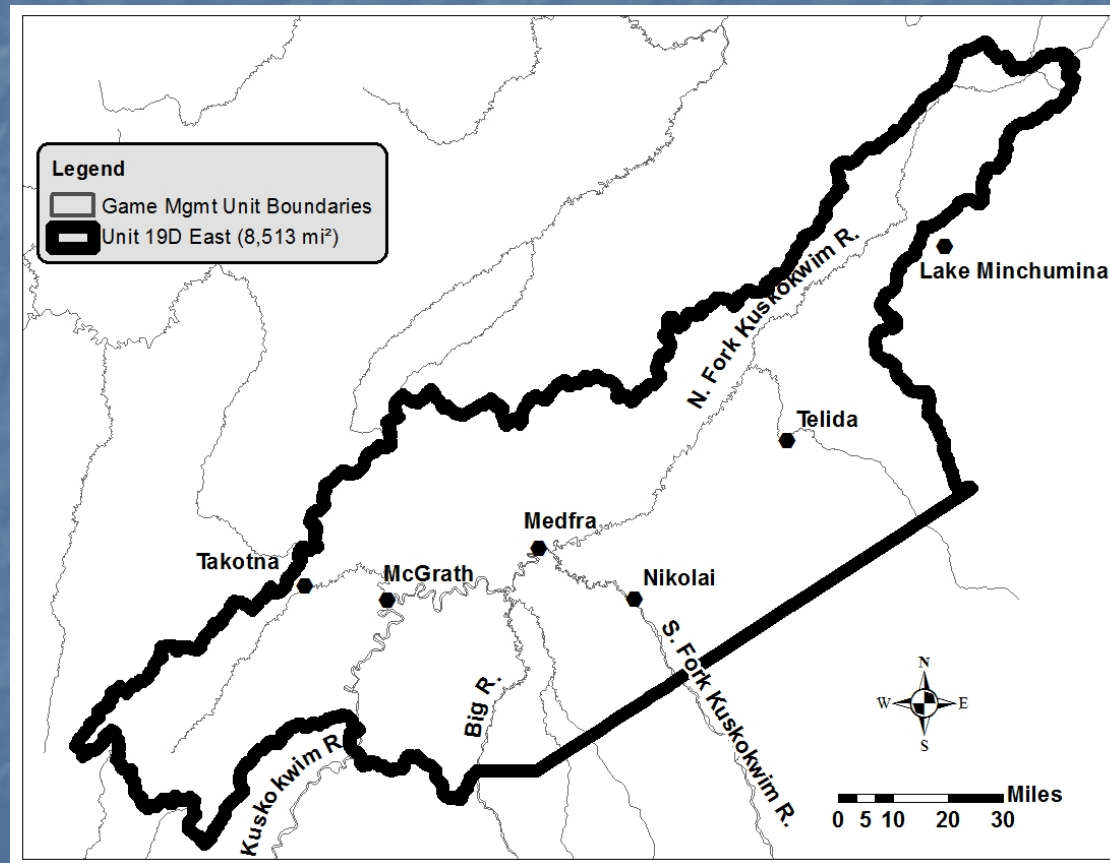 Legend
Game Mgmt Unit Boundaries
Unit 19D East (8,513 mi²)
Lake Minchumina
N. Fork Kuskokwim R.
Telida
Medfra
Takotna
McGrath
Nikolai
S. Fork Kuskokwim R.
Big R.
Kuskokwim R.
N
W E
S
Miles
0 5 10 20 30